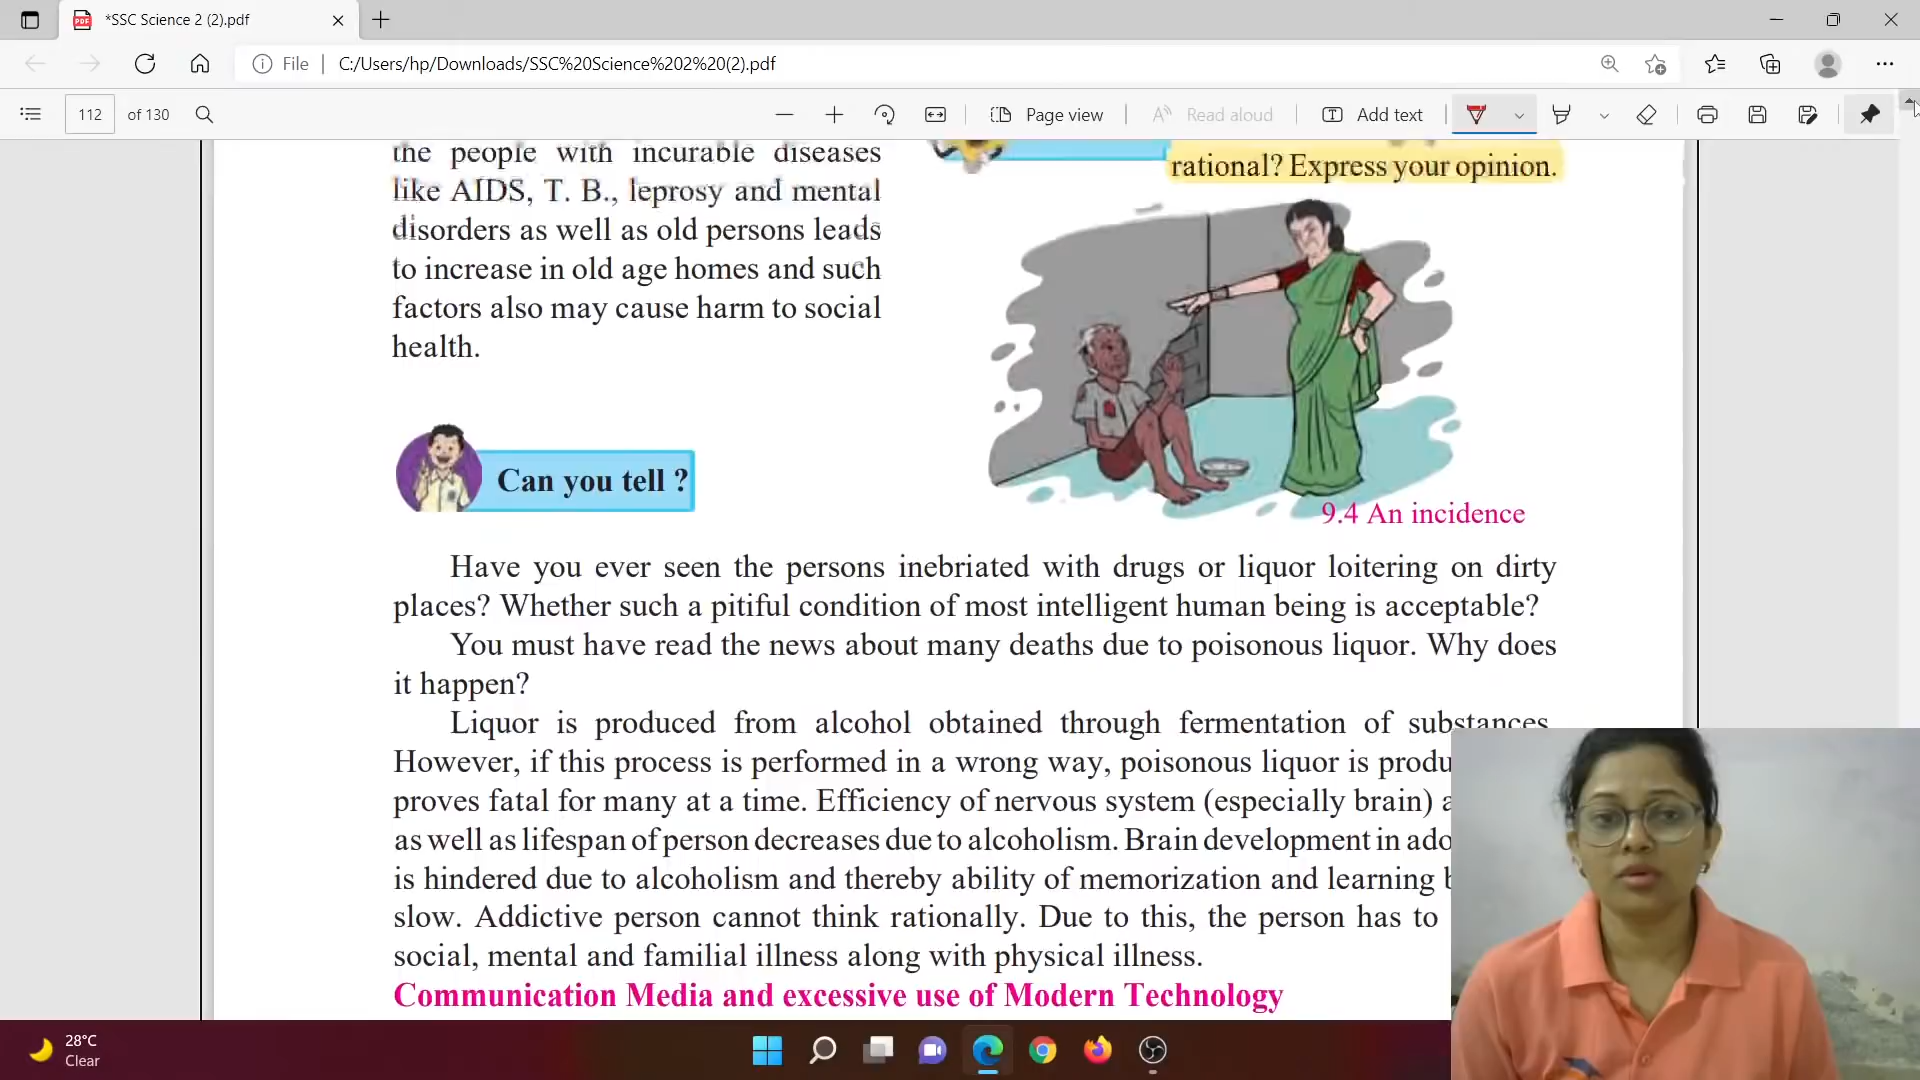 *SSC Science 2 (2).pdf
File
C:/Users/hp/Downloads/SSC%20Science%202%20(2).pdf
112 of 130
Page view
Read aloud
Add text
the people with incurable diseases
like AIDS, T. B., leprosy and mental
disorders as well as old persons leads
to increase in old age homes and such
factors also may cause harm to social
health.
rational? Express your opinion.
Can you tell ?
9.4 An incidence
Have you ever seen the persons inebriated with drugs or liquor loitering on dirty
places? Whether such a pitiful condition of most intelligent human being is acceptable?
You must have read the news about many deaths due to poisonous liquor. Why does
it happen?
Liquor is produced from alcohol obtained through fermentation of substances.
However, if this process is performed in a wrong way, poisonous liquor is produ
proves fatal for many at a time. Efficiency of nervous system (especially brain) a
as well as lifespan of person decreases due to alcoholism. Brain development in ado
is hindered due to alcoholism and thereby ability of memorization and learning b
slow. Addictive person cannot think rationally. Due to this, the person has to
social, mental and familial illness along with physical illness.
Communication Media and excessive use of Modern Technology
28°C
Clear